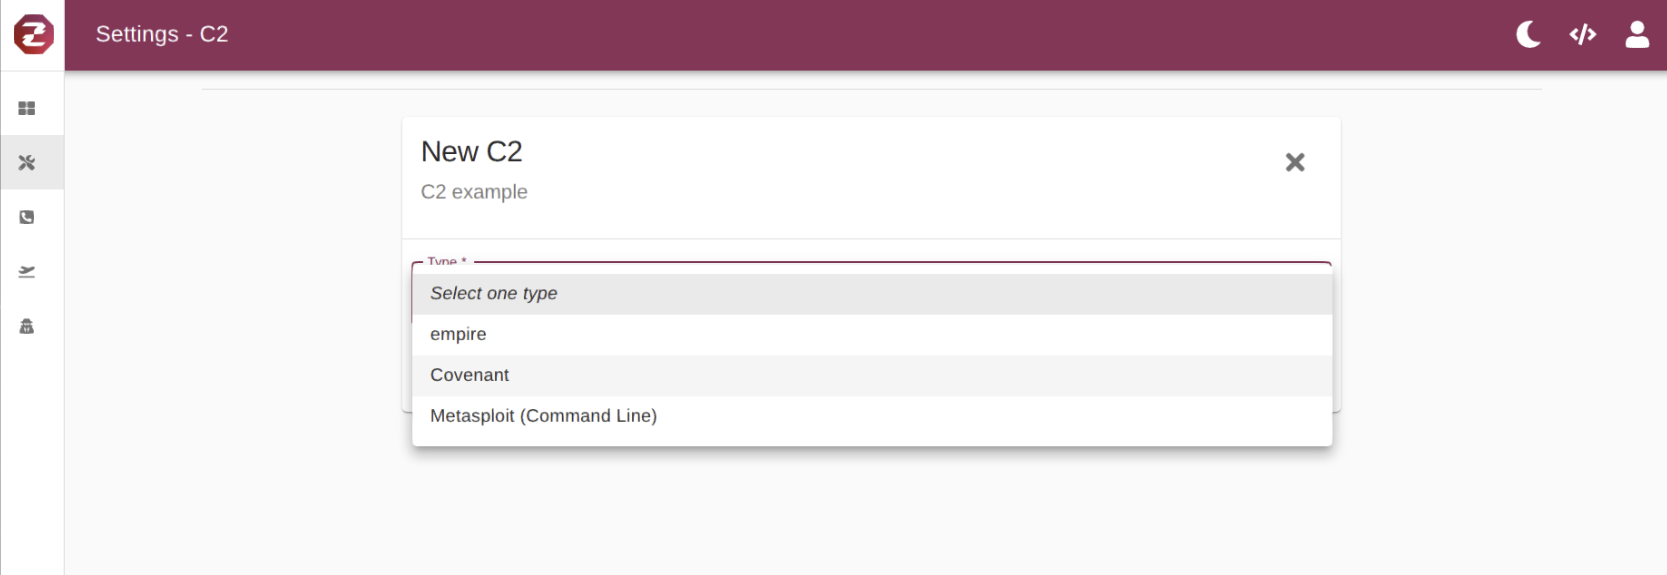 Settings - C2
New C2
C2 example
Type *
Select one type
empire
Covenant
Metasploit (Command Line)